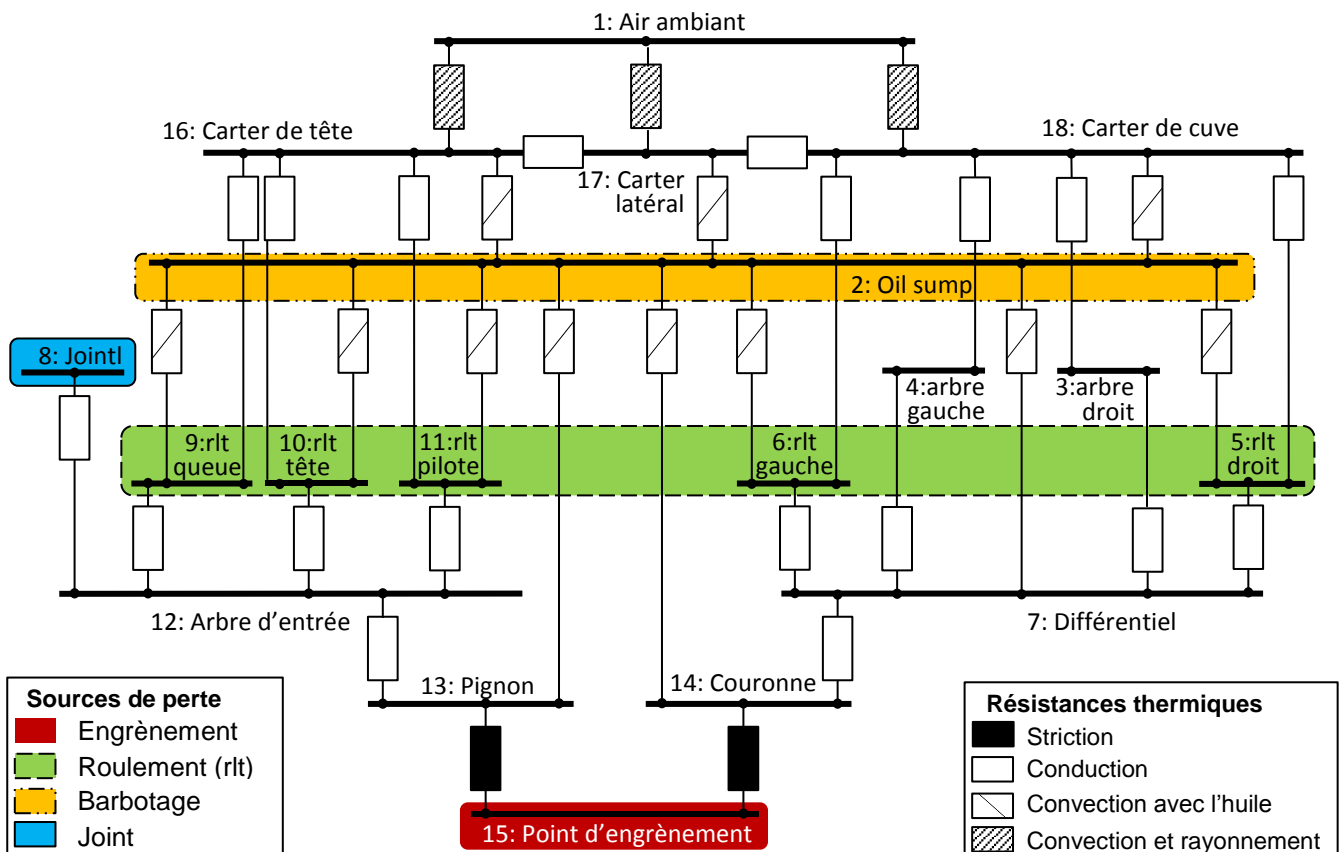 1: Air ambiant
16: Carter de tête
18: Carter de cuve
17: Carter
latéral
2: Oil sump
8: Jointl
4:arbre
gauche
3:arbre
droit
9:rlt
queue
10:rlt
tête
11:rlt
pilote
6:rlt
gauche
5:rlt
droit
12: Arbre d'entrée
7: Différentiel
13: Pignon
14: Couronne
15: Point d'engrènement
Sources de perte
Engrènement
Roulement (rlt)
Barbotage
Joint
Résistances thermiques
Striction
Conduction
Convection avec l'huile
Convection et rayonnement